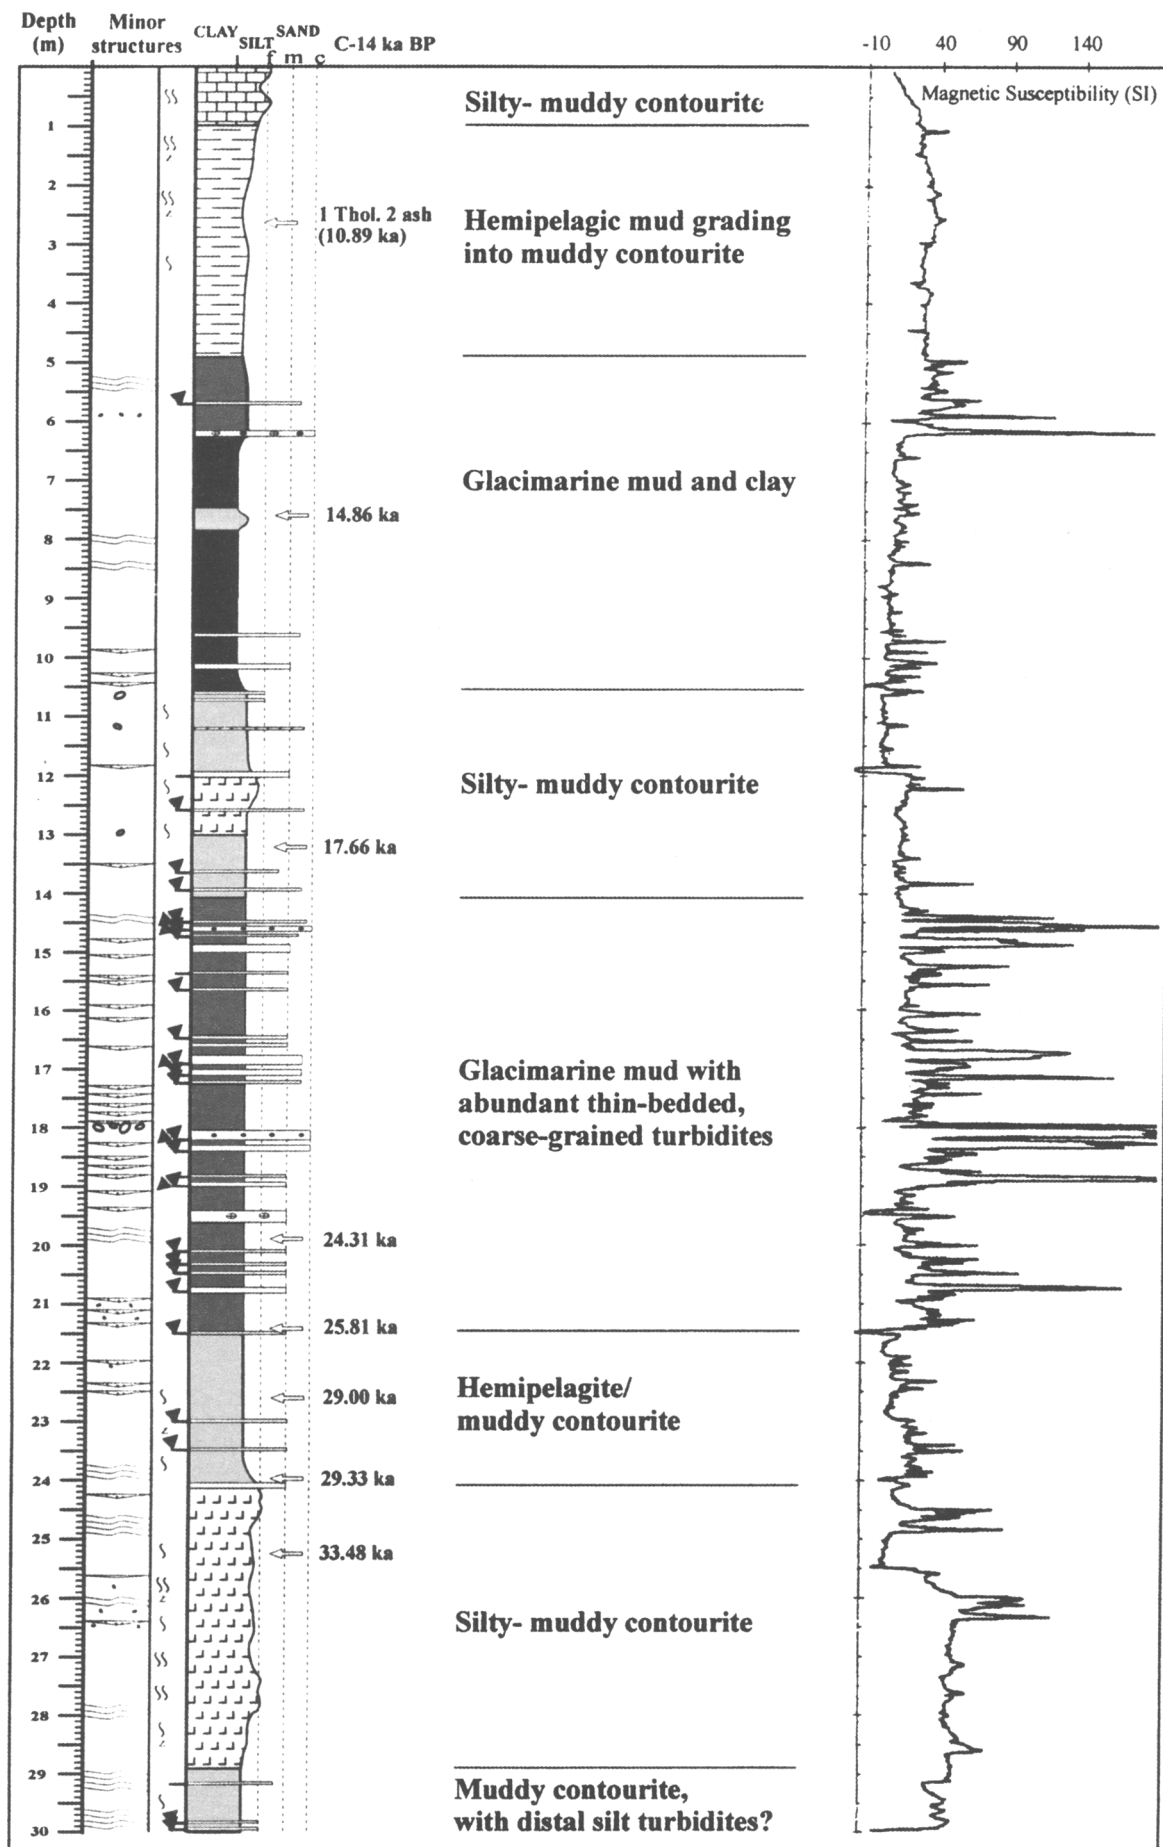 Depth
(m)
Minor
structures
CLAY
SILT
SAND
f m c
C-14 ka BP
-10 40 90 140
Magnetic Susceptibility (SI)
Silty- muddy contourite
1
2
1 Thol. 2 ash
(10.89 ka)
Hemipelagic mud grading
into muddy contourite
3
4
5
6
7
Glacimarine mud and clay
14.86 ka
8
9
10
11
12
Silty- muddy contourite
13
17.66 ka
14
15
16
17
Glacimarine mud with
abundant thin-bedded,
coarse-grained turbidites
18
19
20
24.31 ka
21
25.81 ka
22
Hemipelagite/
muddy contourite
29.00 ka
23
24
29.33 ka
25
33.48 ka
26
Silty- muddy contourite
27
28
29
Muddy contourite,
with distal silt turbidites?
30